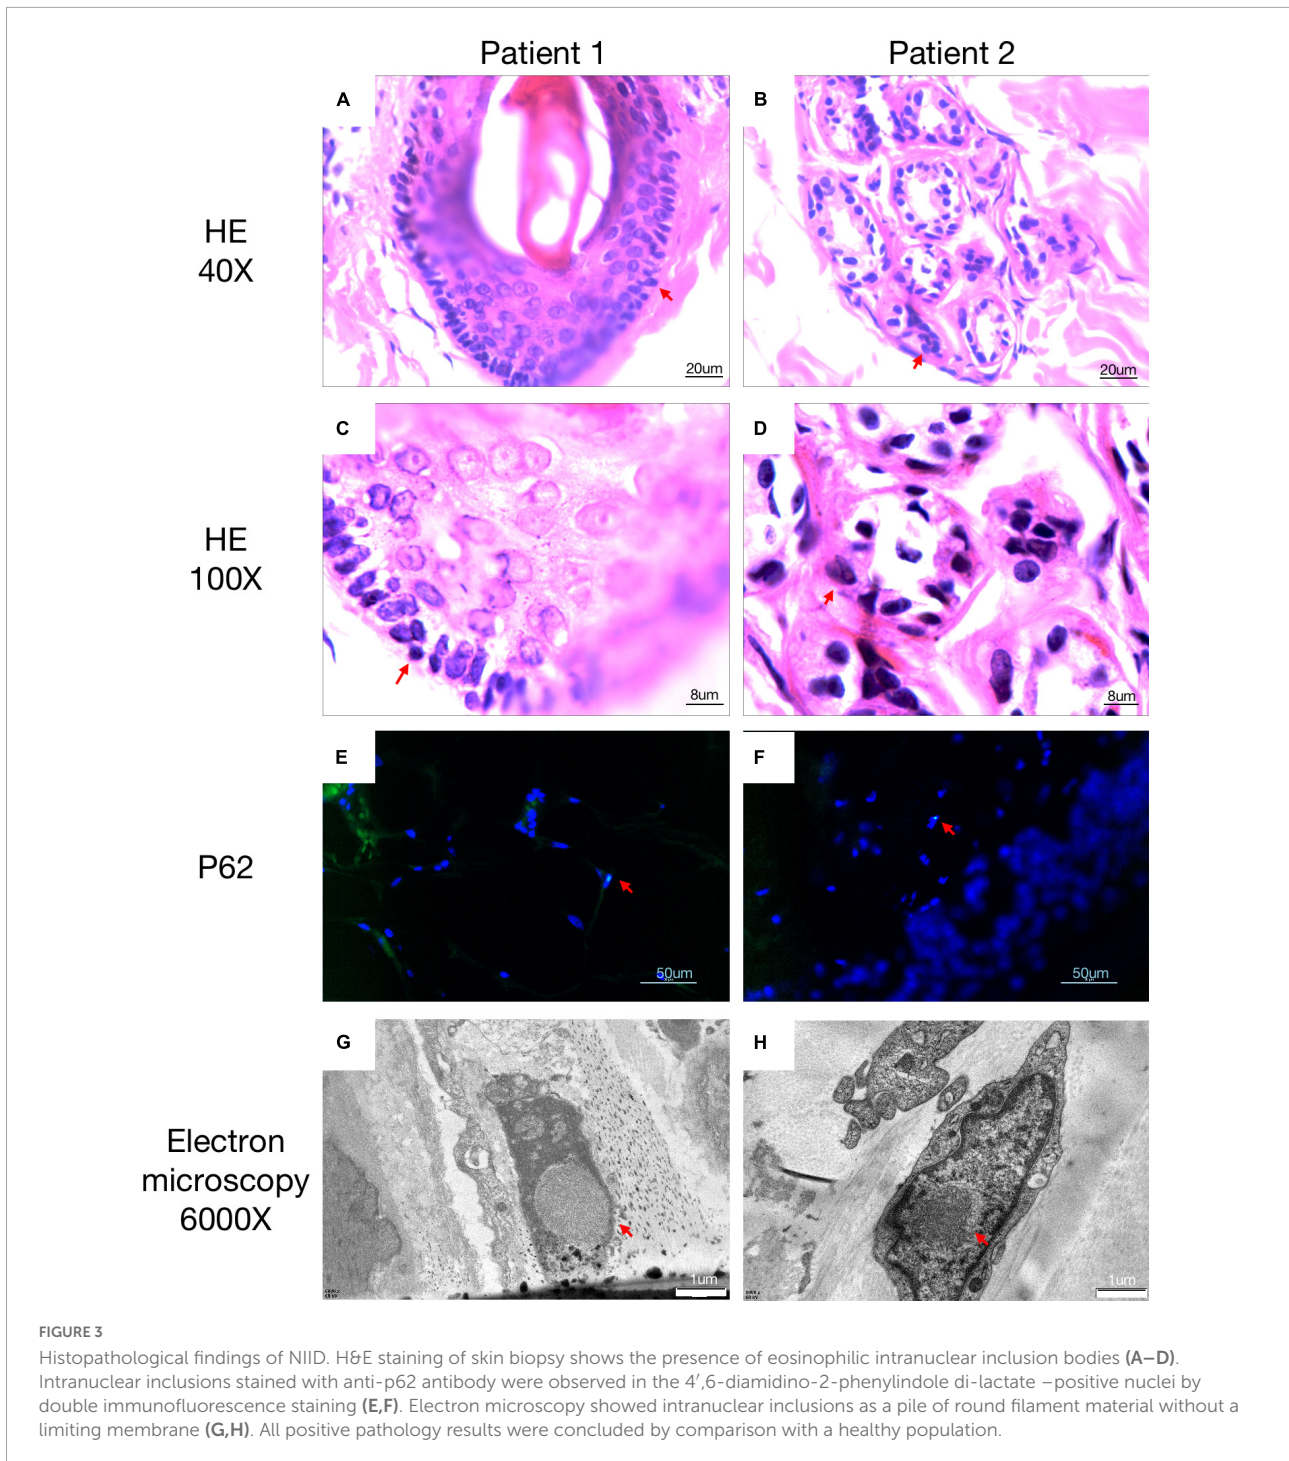 Patient 1
Patient 2
HE
40X
A
20um
B
20um
HE
100X
C
8um
D
8um
P62
E
50um
F
50um
Electron
microscopy
6000X
G
1um
H
1um
FIGURE 3
Histopathological findings of NIID. H&E staining of skin biopsy shows the presence of eosinophilic intranuclear inclusion bodies (A–D).
Intranuclear inclusions stained with anti-p62 antibody were observed in the 4′,6-diamidino-2-phenylindole di-lactate –positive nuclei by
double immunofluorescence staining (E,F). Electron microscopy showed intranuclear inclusions as a pile of round filament material without a
limiting membrane (G,H). All positive pathology results were concluded by comparison with a healthy population.